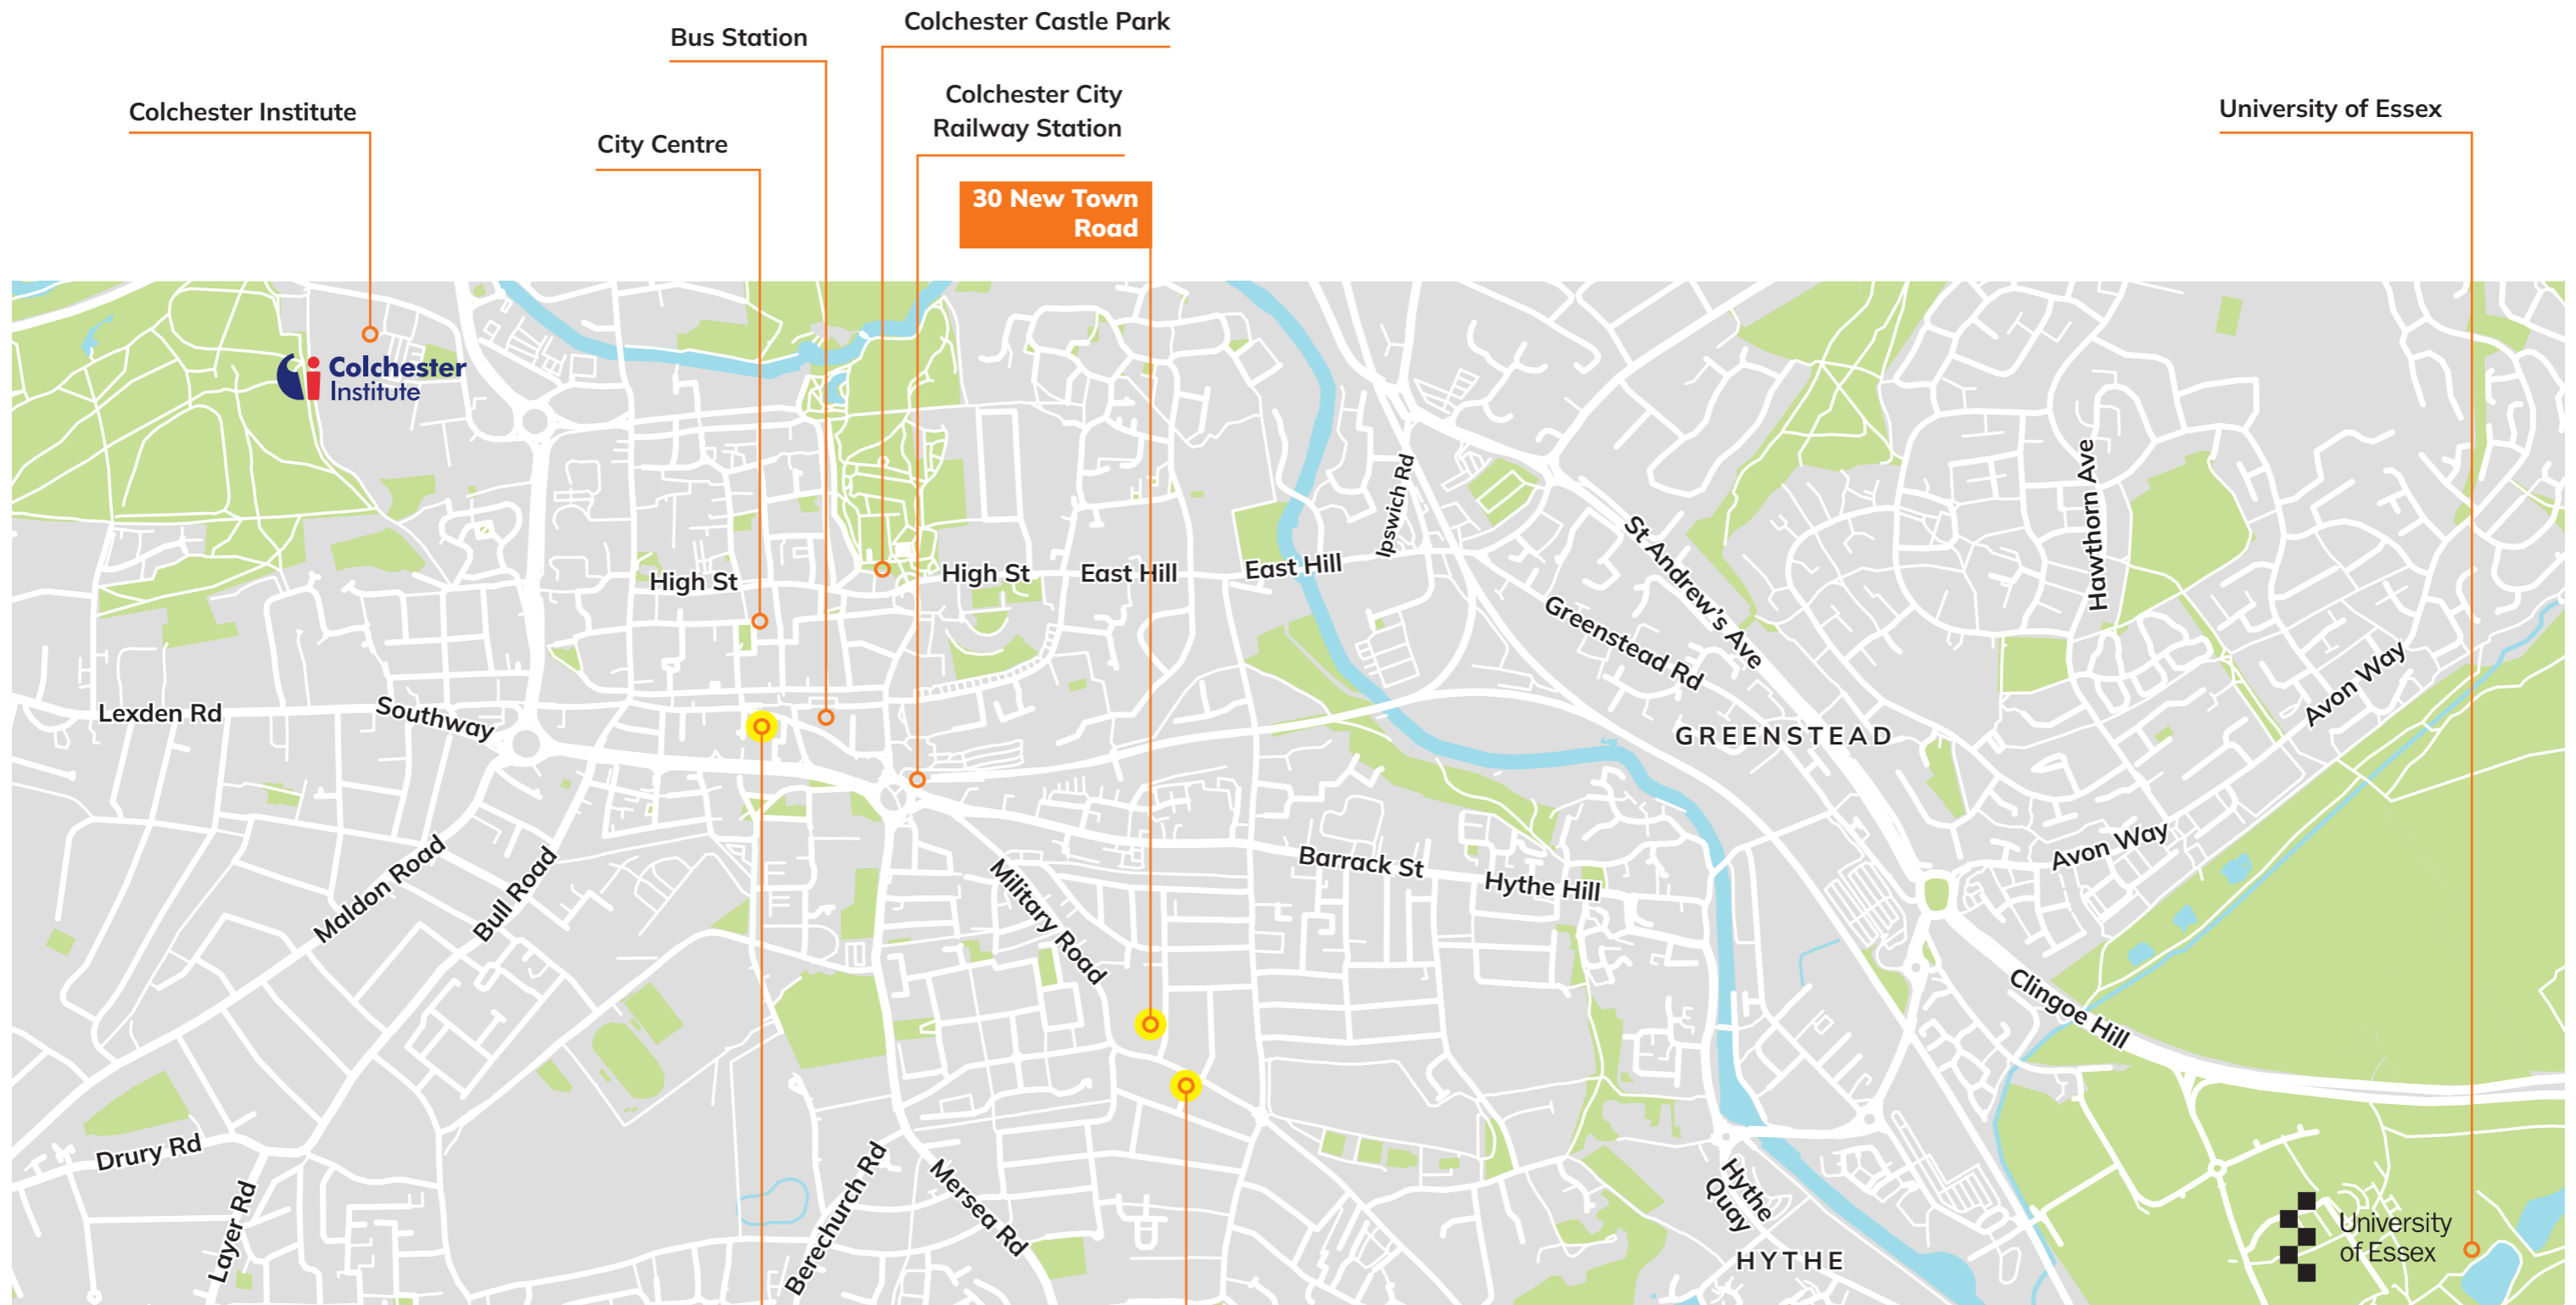 Colchester Castle Park
Bus Station
Colchester City
Railway Station
Colchester Institute
University of Essex
City Centre
30 New Town
Road
Colchester
Institute
Ipswich Rd
Hawthorn Ave
St Andrew's Ave
High St
High St
East Hill
East Hill
Greenstead Rd
Avon Way
Lexden Rd
Southway
GREENSTEAD
Avon Way
Maldon Road
Bull Road
Military Road
Barrack St
Hythe Hill
Clingoe Hill
Drury Rd
Layer Rd
Berechurch Rd
Mersea Rd
Hythe
Quay
HYTHE
University
of Essex